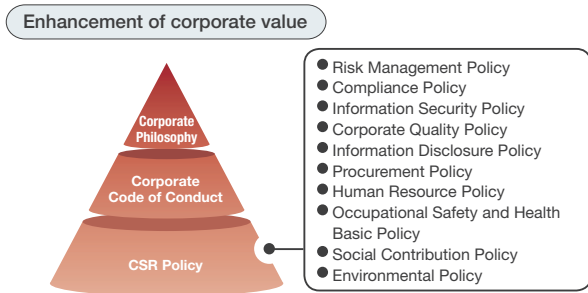 Enhancement of corporate value
Corporate
Philosophy
Corporate
Code of Conduct
CSR Policy
● Risk Management Policy
● Compliance Policy
● Information Security Policy
● Corporate Quality Policy
● Information Disclosure Policy
● Procurement Policy
● Human Resource Policy
● Occupational Safety and Health
Basic Policy
● Social Contribution Policy
● Environmental Policy